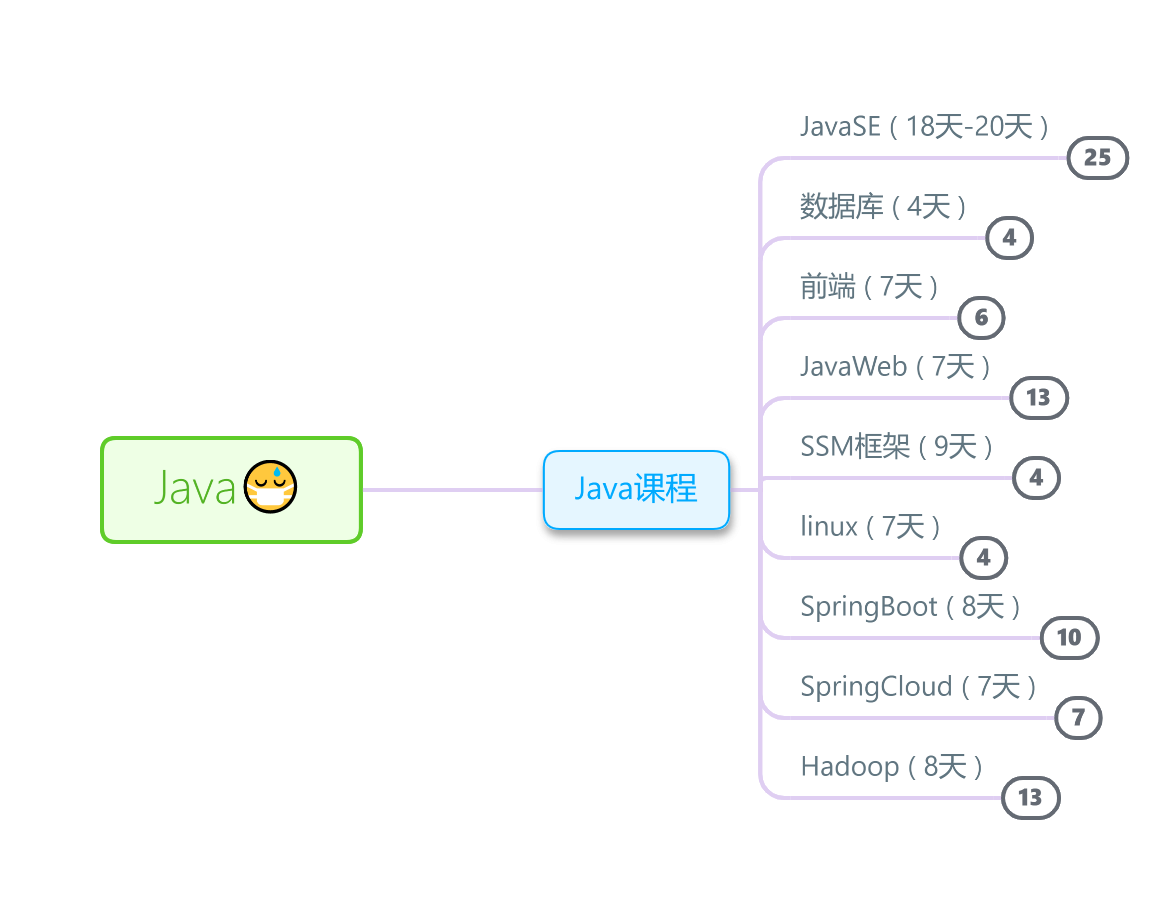 JavaSE（18天-20天）
25
数据库（4天）
4
前端（7天）
6
JavaWeb（7天）
13
SSM框架（9天）
4
Java
Java课程
linux（7天）
4
SpringBoot（8天）
10
SpringCloud（7天）
7
Hadoop（8天）
13